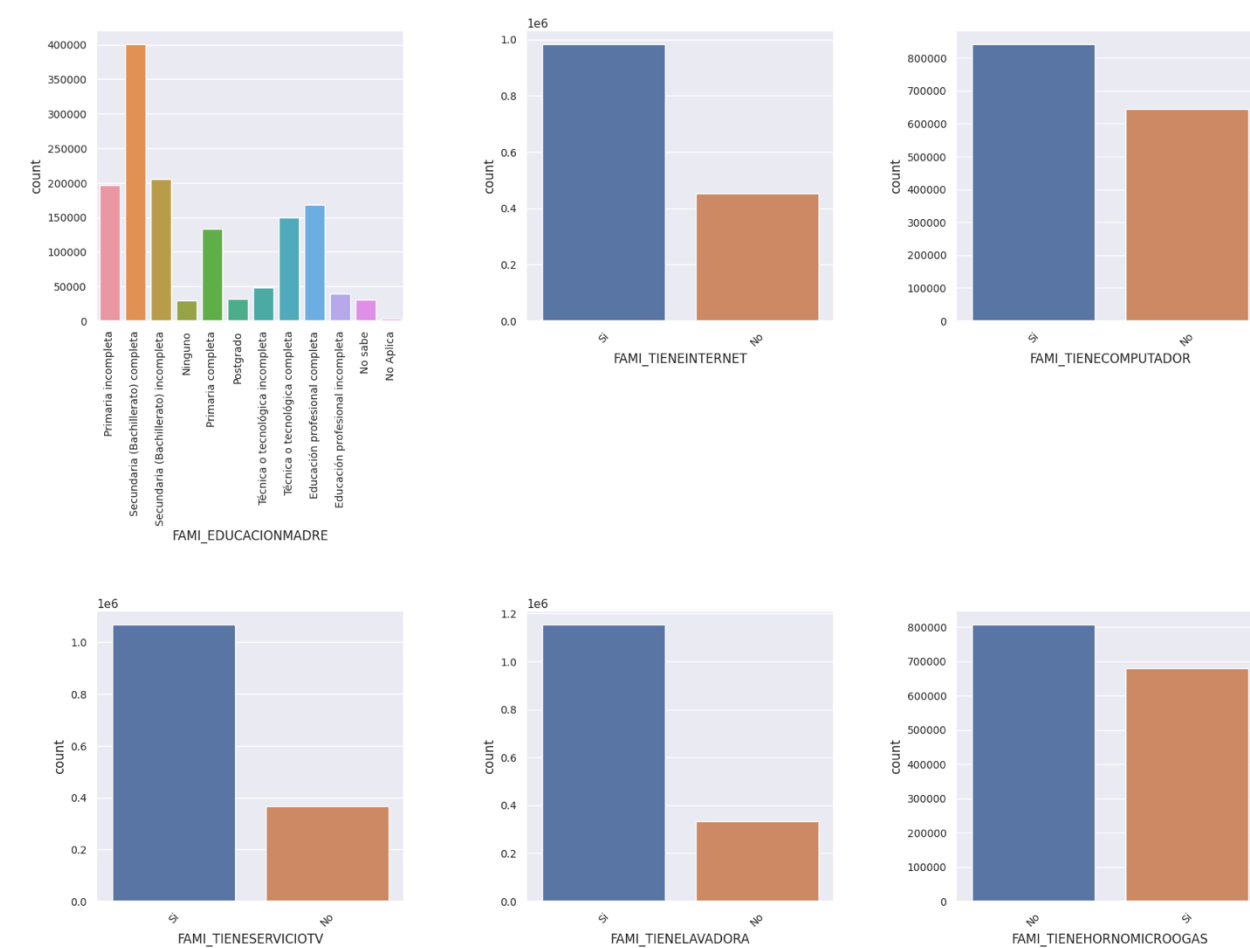 400000
350000
300000
250000
200000
150000
100000
50000
0
count
Primaria incompleta
Secundaria (Bachillerato) completa
Secundaria (Bachillerato) incompleta
Ninguno
Primaria completa
Postgrado
Técnica o tecnológica incompleta
Técnica o tecnológica completa
Educación profesional completa
Educación profesional incompleta
No sabe
No Aplica
FAMI_EDUCACIONMADRE
1e6
1.0
0.8
0.6
0.4
0.2
0.0
count
Si
No
FAMI_TIENEINTERNET
800000
700000
600000
500000
400000
300000
200000
100000
0
count
Si
No
FAMI_TIENECOMPUTADOR
1e6
1.0
0.8
0.6
0.4
0.2
0.0
count
Si
No
FAMI_TIENESERVICIOTV
1e6
1.2
1.0
0.8
0.6
0.4
0.2
0.0
count
Si
No
FAMI_TIENELAVADORA
800000
700000
600000
500000
400000
300000
200000
100000
0
count
No
Si
FAMI_TIENEHORNOMICROOGAS